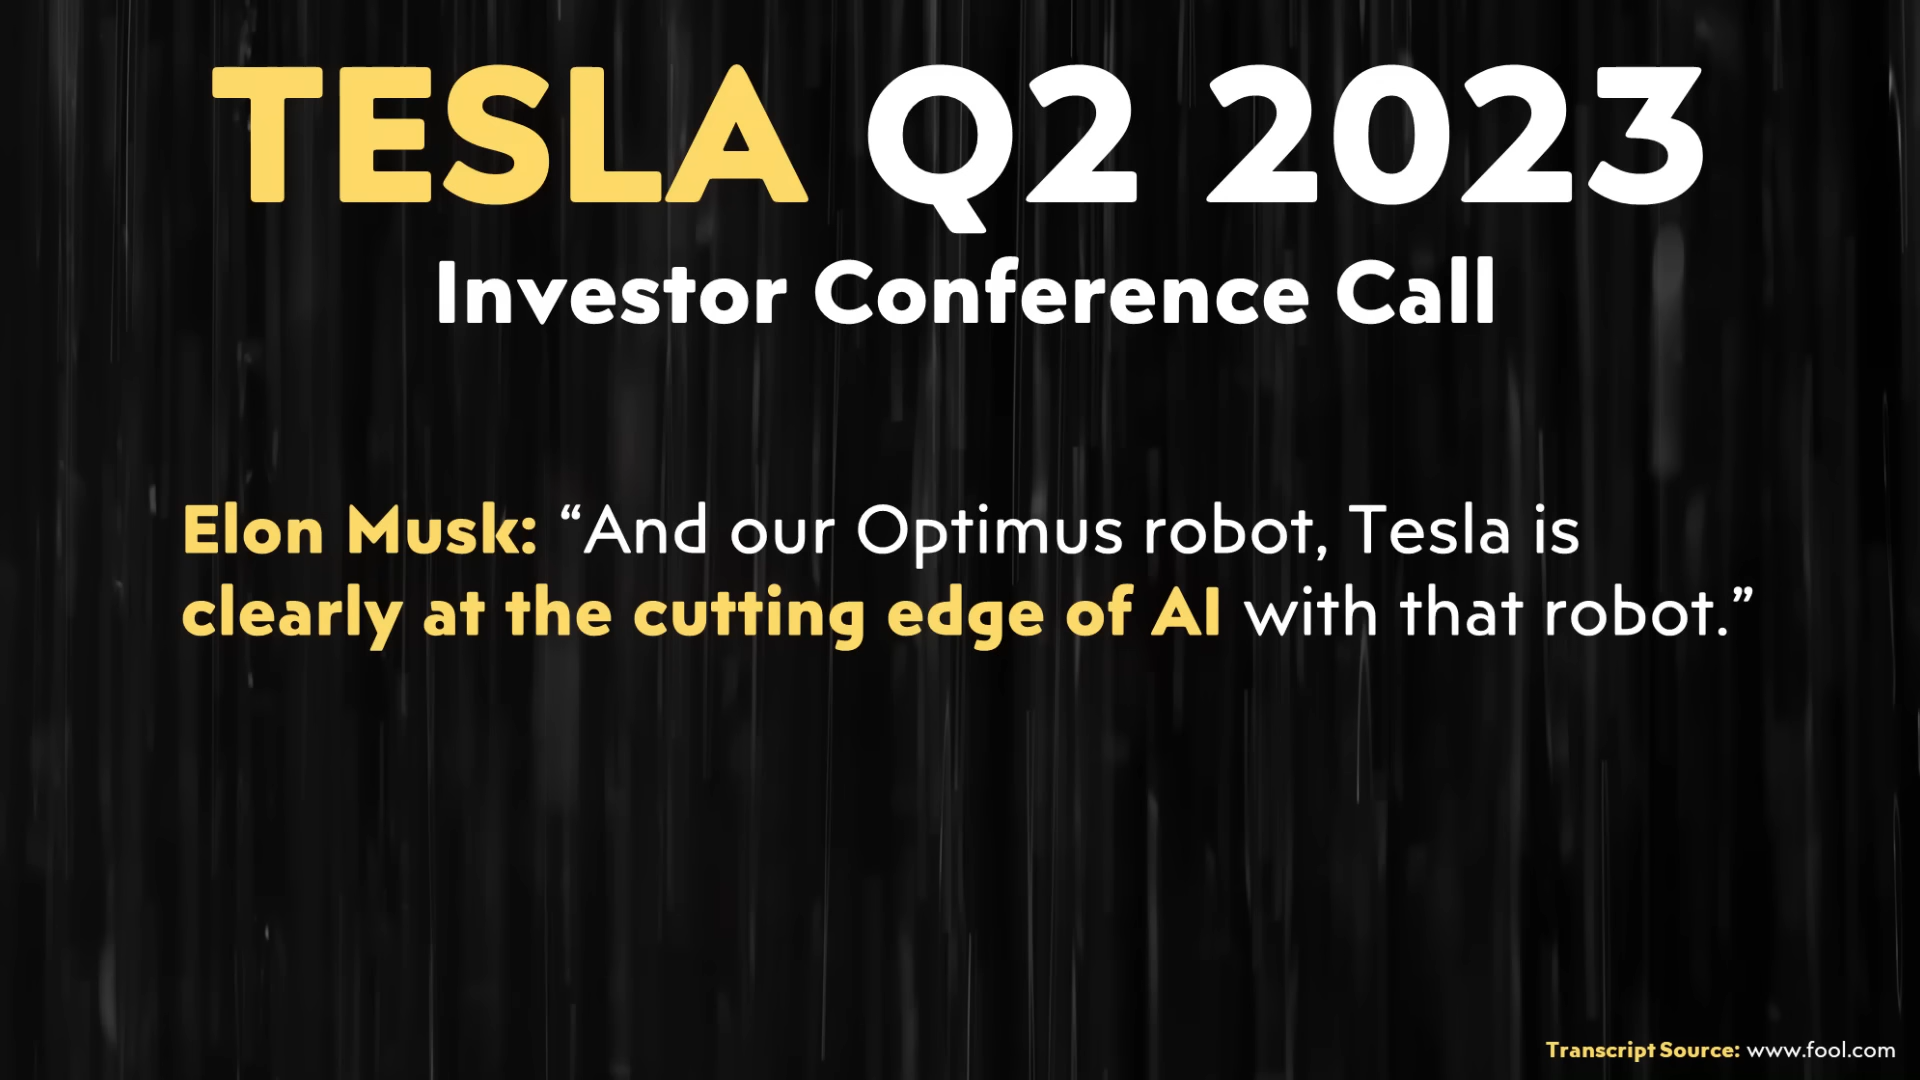 TESLA Q2 2023
Investor Conference Call
Elon Musk: “And our Optimus robot, Tesla is
clearly at the cutting edge of AI with that robot.”
Transcript Source: www.fool.com